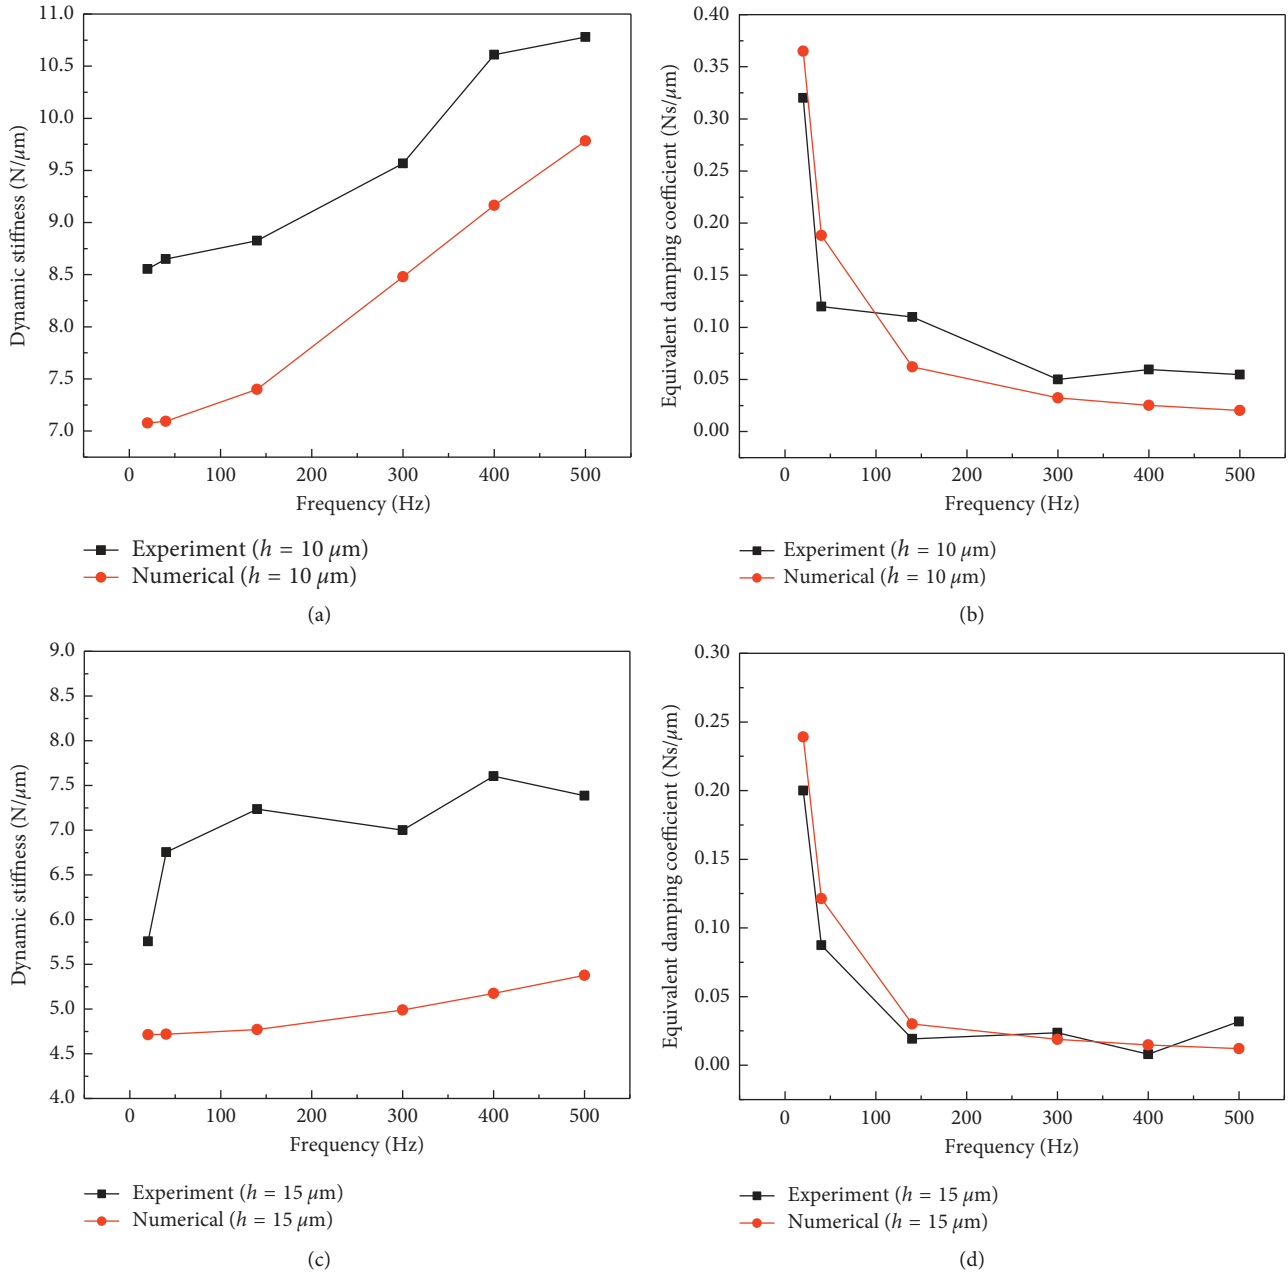 Dynamic stiffness (N/μm)
11.0
10.5
10.0
9.5
9.0
8.5
8.0
7.5
7.0
0 100 200 300 400 500
Frequency (Hz)
Experiment (h = 10 μm)
Numerical (h = 10 μm)
(a)
Equivalent damping coefficient (Ns/μm)
0.40
0.35
0.30
0.25
0.20
0.15
0.10
0.05
0.00
0 100 200 300 400 500
Frequency (Hz)
Experiment (h = 10 μm)
Numerical (h = 10 μm)
(b)
Dynamic stiffness (N/μm)
9.0
8.5
8.0
7.5
7.0
6.5
6.0
5.5
5.0
4.5
4.0
0 100 200 300 400 500
Frequency (Hz)
Experiment (h = 15 μm)
Numerical (h = 15 μm)
(c)
Equivalent damping coefficient (Ns/μm)
0.30
0.25
0.20
0.15
0.10
0.05
0.00
0 100 200 300 400 500
Frequency (Hz)
Experiment (h = 15 μm)
Numerical (h = 15 μm)
(d)